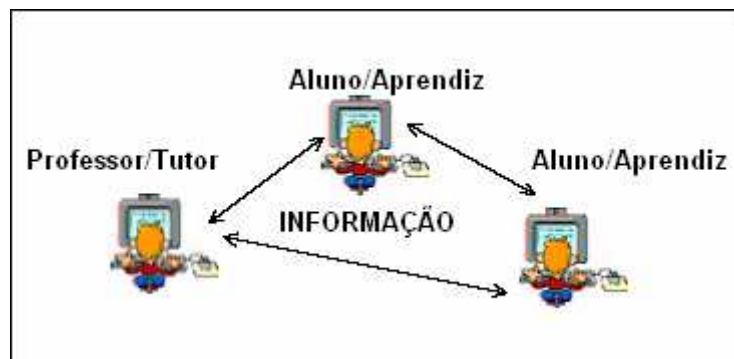 Aluno/Aprendiz
Professor/Tutor
Aluno/Aprendiz
INFORMAÇÃO